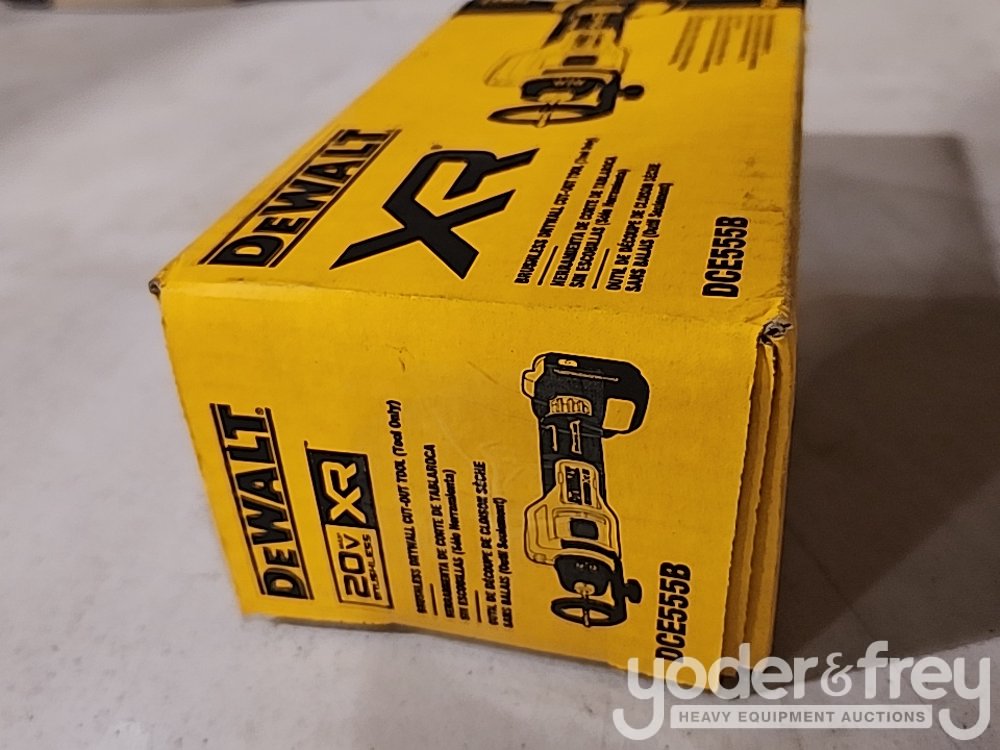 DEWALT
XR
BRUSHLESS DRYWALL CUT-OUT TOOL (Tool Only)
HERRAMIENTA DE CORTE DE TABLAROCA
SIN ESCOBILLAS (Sólo Herramienta)
OUTIL DE DÉCOUPE DE CLOISON SÈCHE
SANS BALAIS (Outil Seulement)
DCE555B
DEWALT®
20V XR
BRUSHLESS
BRUSHLESS DRYWALL CUT-OUT TOOL (Tool Only)
HERRAMIENTA DE CORTE DE TABLAROCA
SIN ESCOBILLAS (Sólo Herramienta)
OUTIL DE DÉCOUPE DE CLOISON SÈCHE
SANS BALAIS (Outil Seulement)
DCE555B
yoder&frey
HEAVY EQUIPMENT AUCTIONS